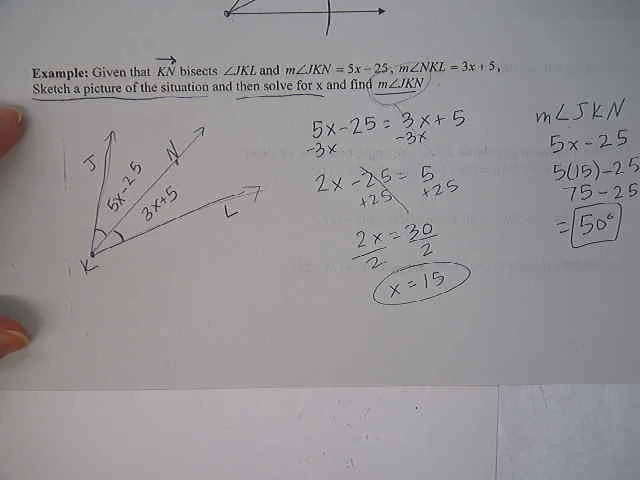 Example: Given that KN bisects ∠JKL and m∠JKN = 5x − 25, m∠NKL = 3x + 5,
Sketch a picture of the situation and then solve for x and find m∠JKN
J
N
5x-25
3x+5
L
K
5x-25 = 3x+5
-3x -3x
2x-25 = 5
+25 +25
2x = 30
2 2
x = 15
m∠JKN
5x-25
5(15)-25
75-25
= 50°